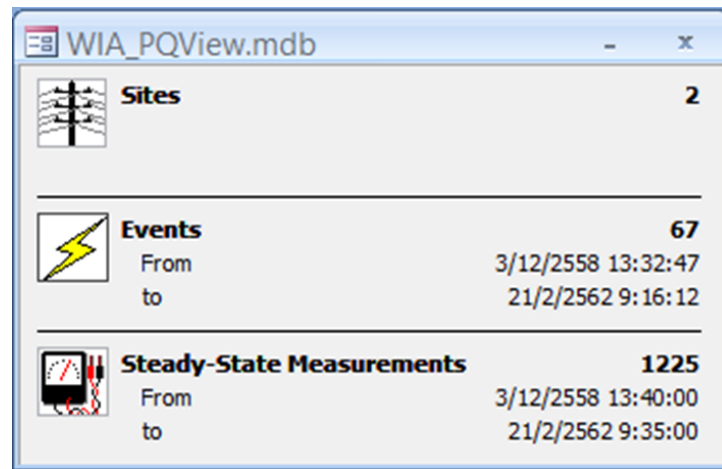 WIA_PQView.mdb
Sites 2
Events 67
From 3/12/2558 13:32:47
to 21/2/2562 9:16:12
Steady-State Measurements 1225
From 3/12/2558 13:40:00
to 21/2/2562 9:35:00